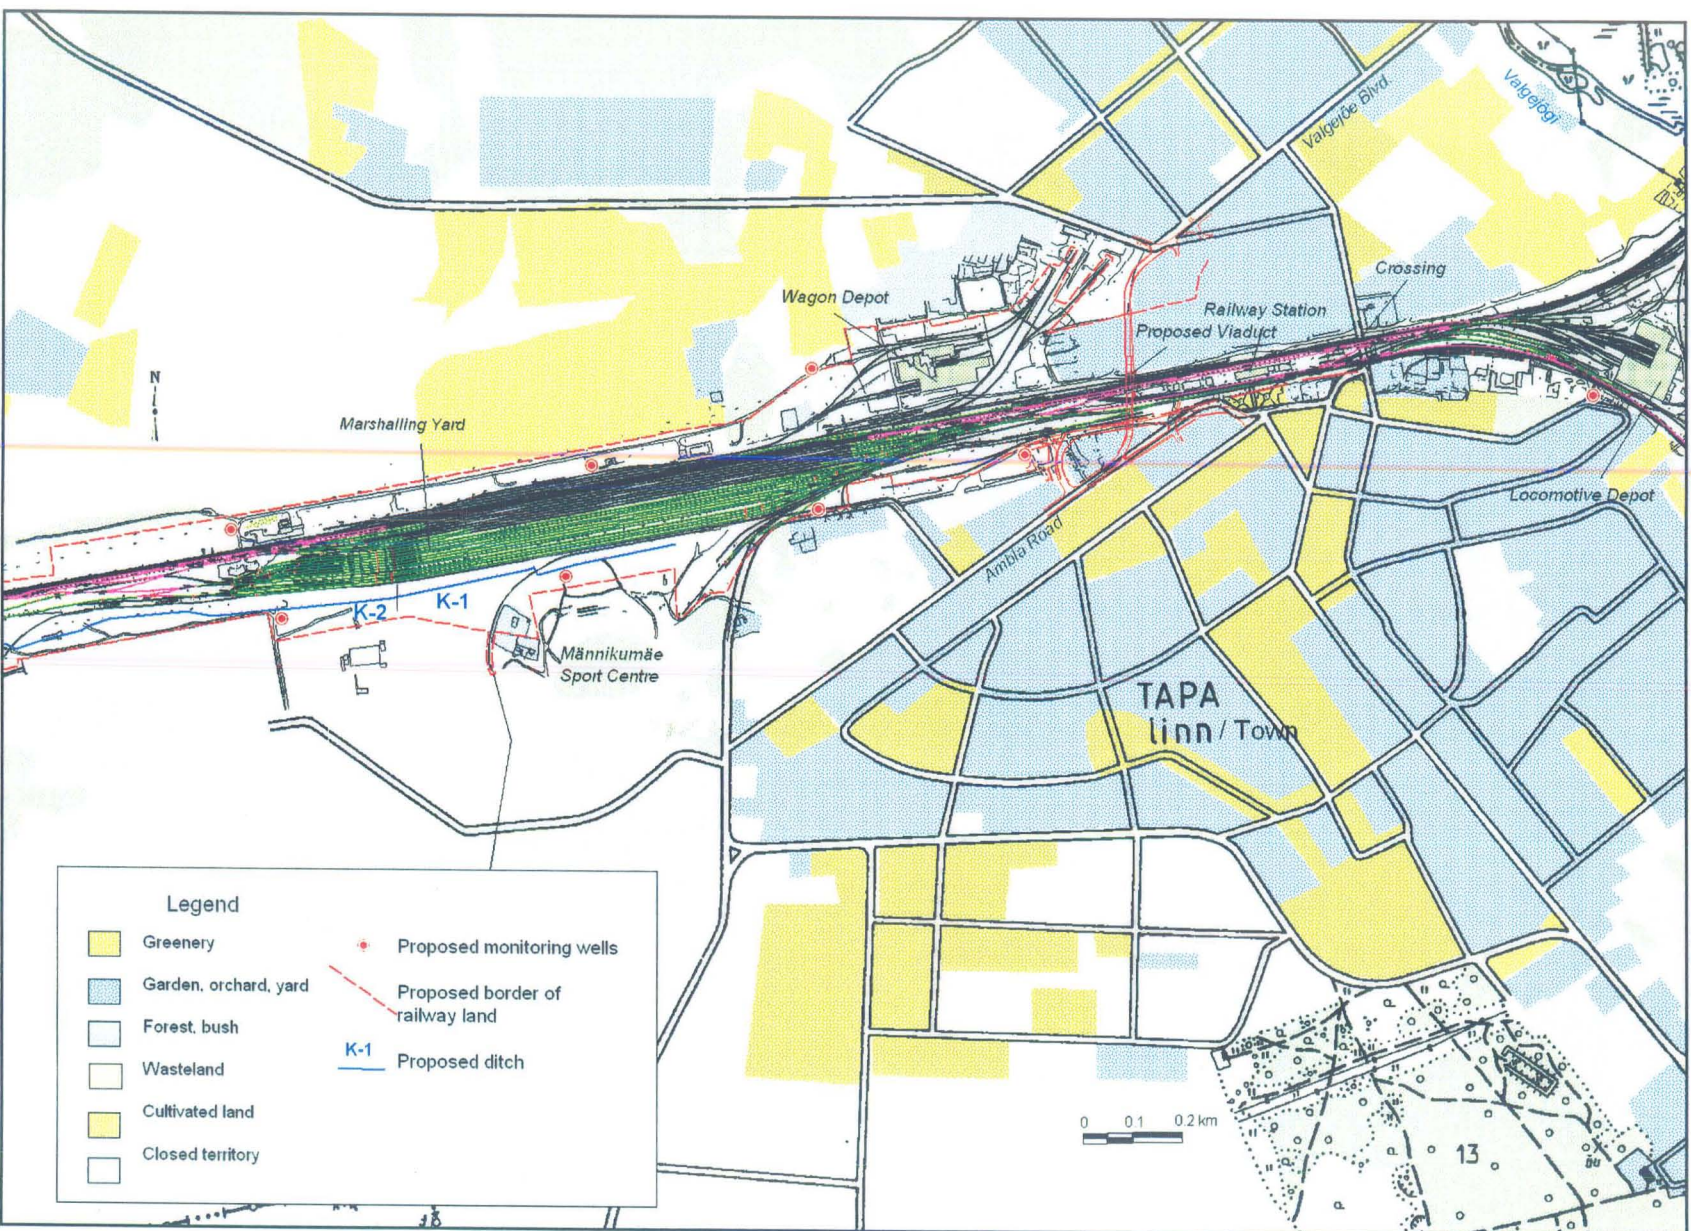 Valgejõgi
Valgejõe Blvd.
Crossing
Wagon Depot
Railway Station
Proposed Viaduct
N
Marshalling Yard
Locomotive Depot
Ambla Road
K-1
K-2
Männikumäe
Sport Centre
TAPA
linn / Town
Legend
Greenery
Garden, orchard, yard
Forest, bush
Wasteland
Cultivated land
Closed territory
Proposed monitoring wells
Proposed border of
railway land
K-1
Proposed ditch
0 0.1 0.2 km
13